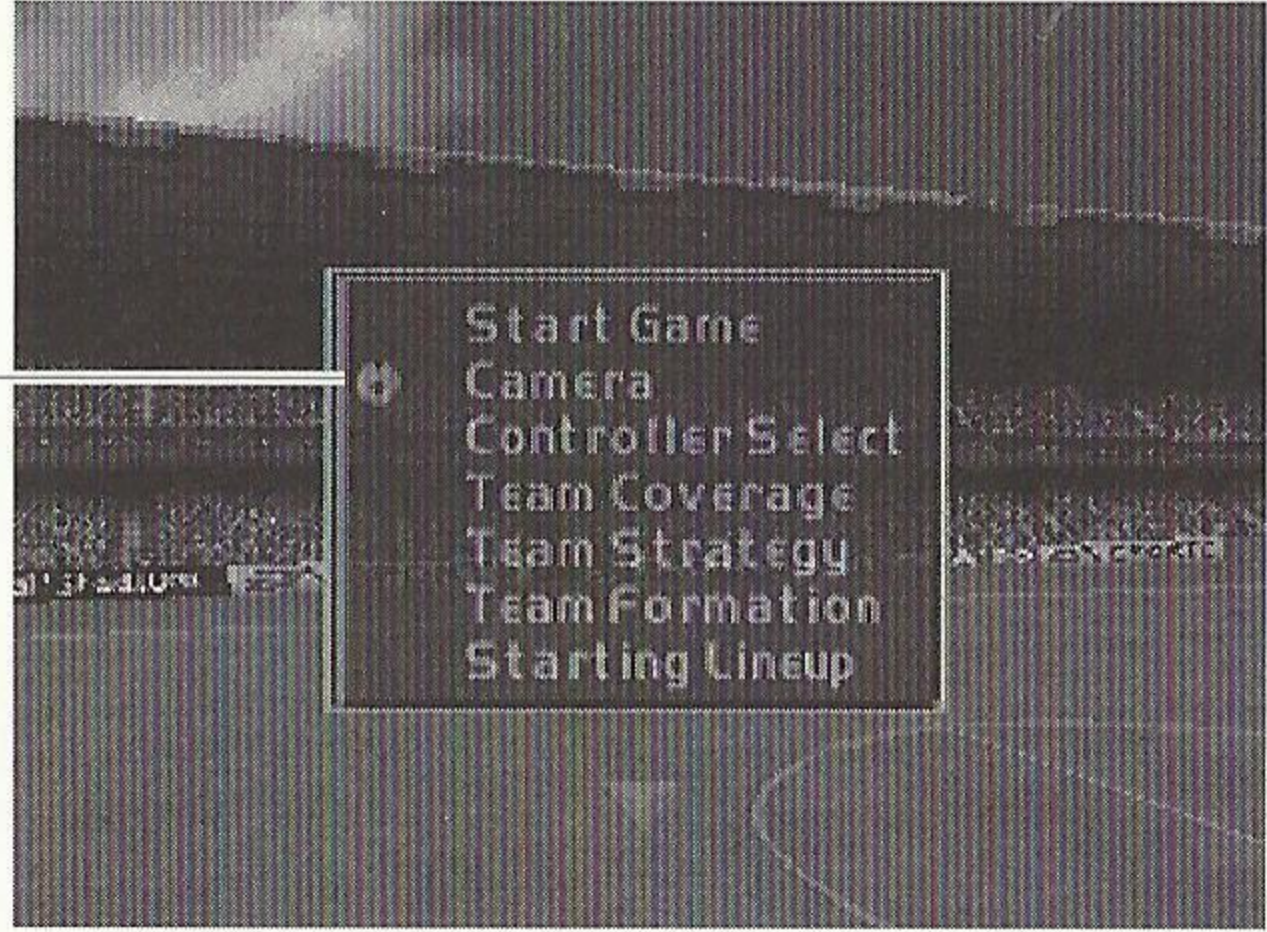 Start Game
Camera
Controller Select
Team Coverage
Team Strategy
Team Formation
Starting Lineup